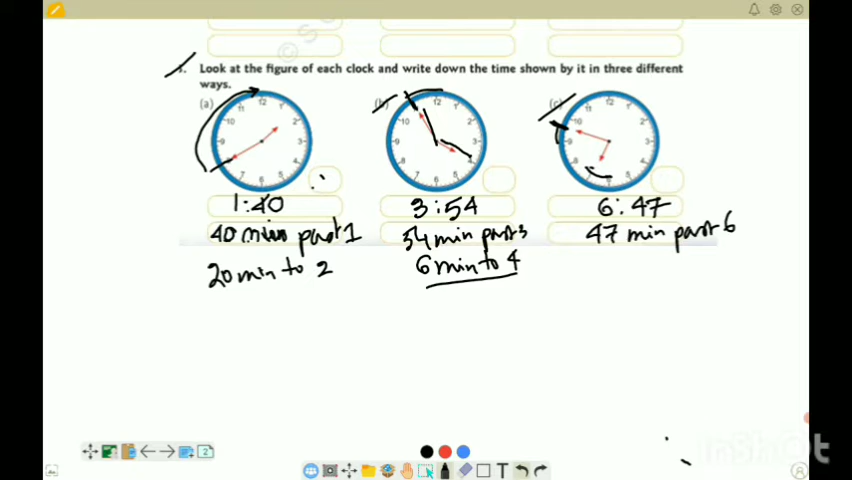 Look at the figure of each clock and write down the time shown by it in three different
ways.
(a) (b) (c)
1:40 3:54 6:47
40 min past 1 54 min past 3 47 min past 6
20 min to 2 6 min to 4
InShot